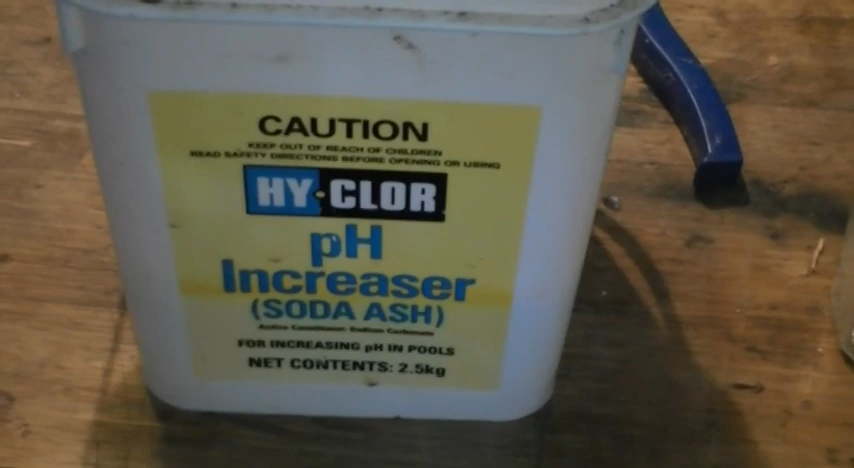 CAUTION
KEEP OUT OF REACH OF CHILDREN
READ SAFETY DIRECTIONS BEFORE OPENING OR USING
HY·CLOR
pH
Increaser
(SODA ASH)
Active Constituent: Sodium Carbonate
FOR INCREASING pH IN POOLS
NET CONTENTS: 2.5kg